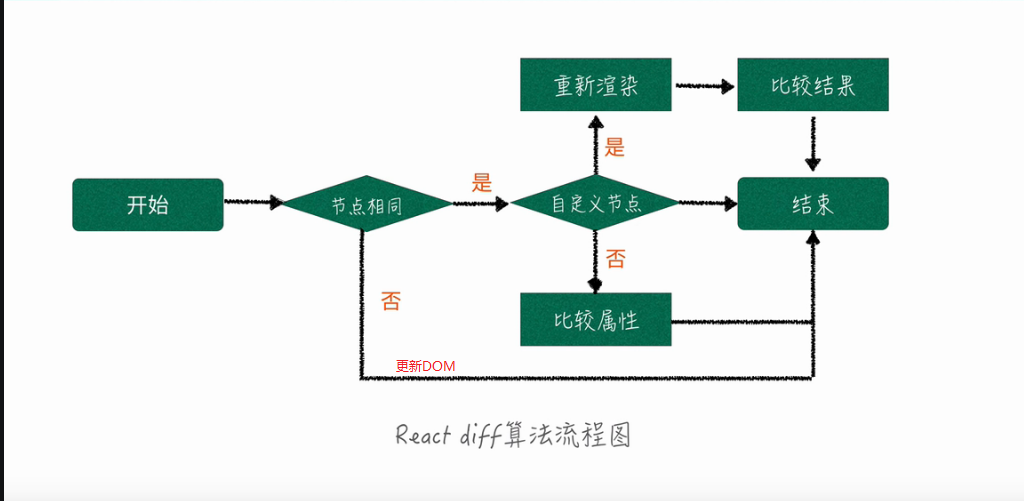 重新渲染
比较结果
是
开始
节点相同
是
自定义节点
结束
否
否
比较属性
更新DOM
React diff算法流程图